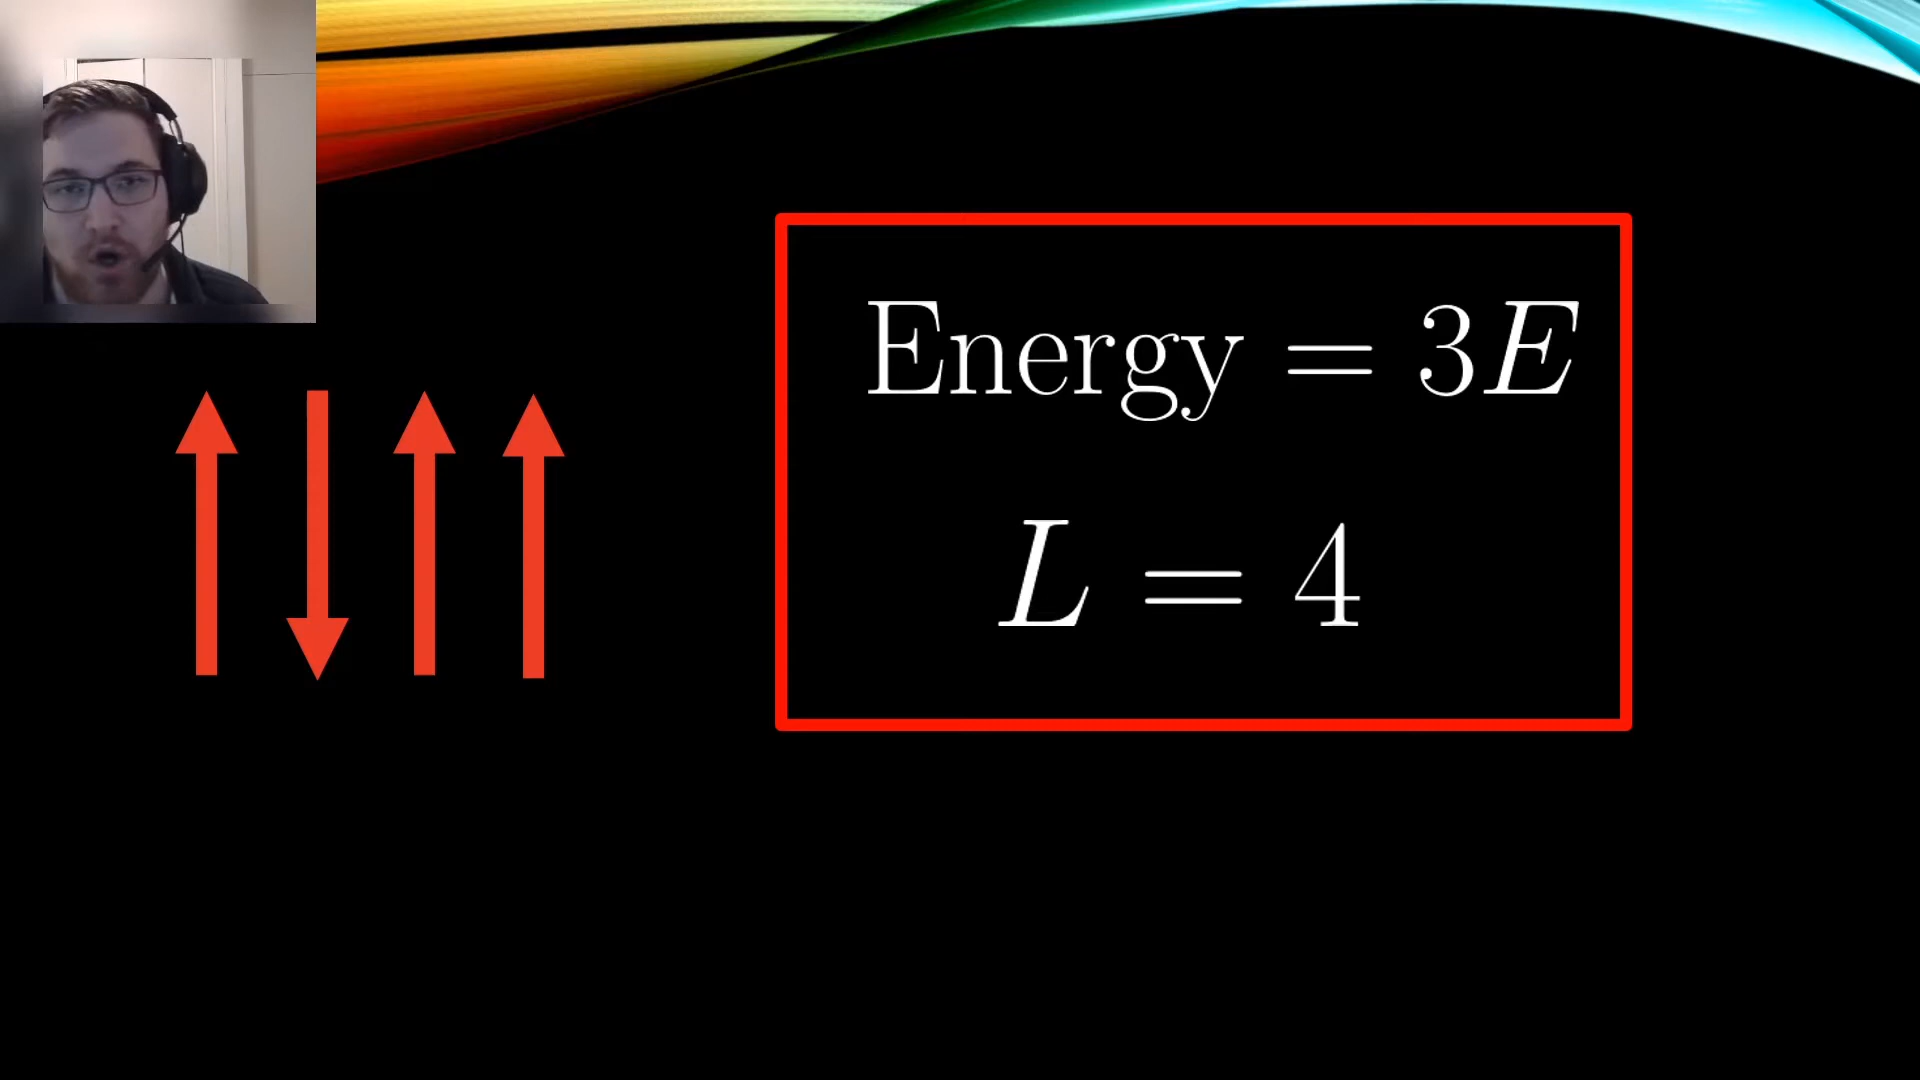 Energy = 3E
L = 4